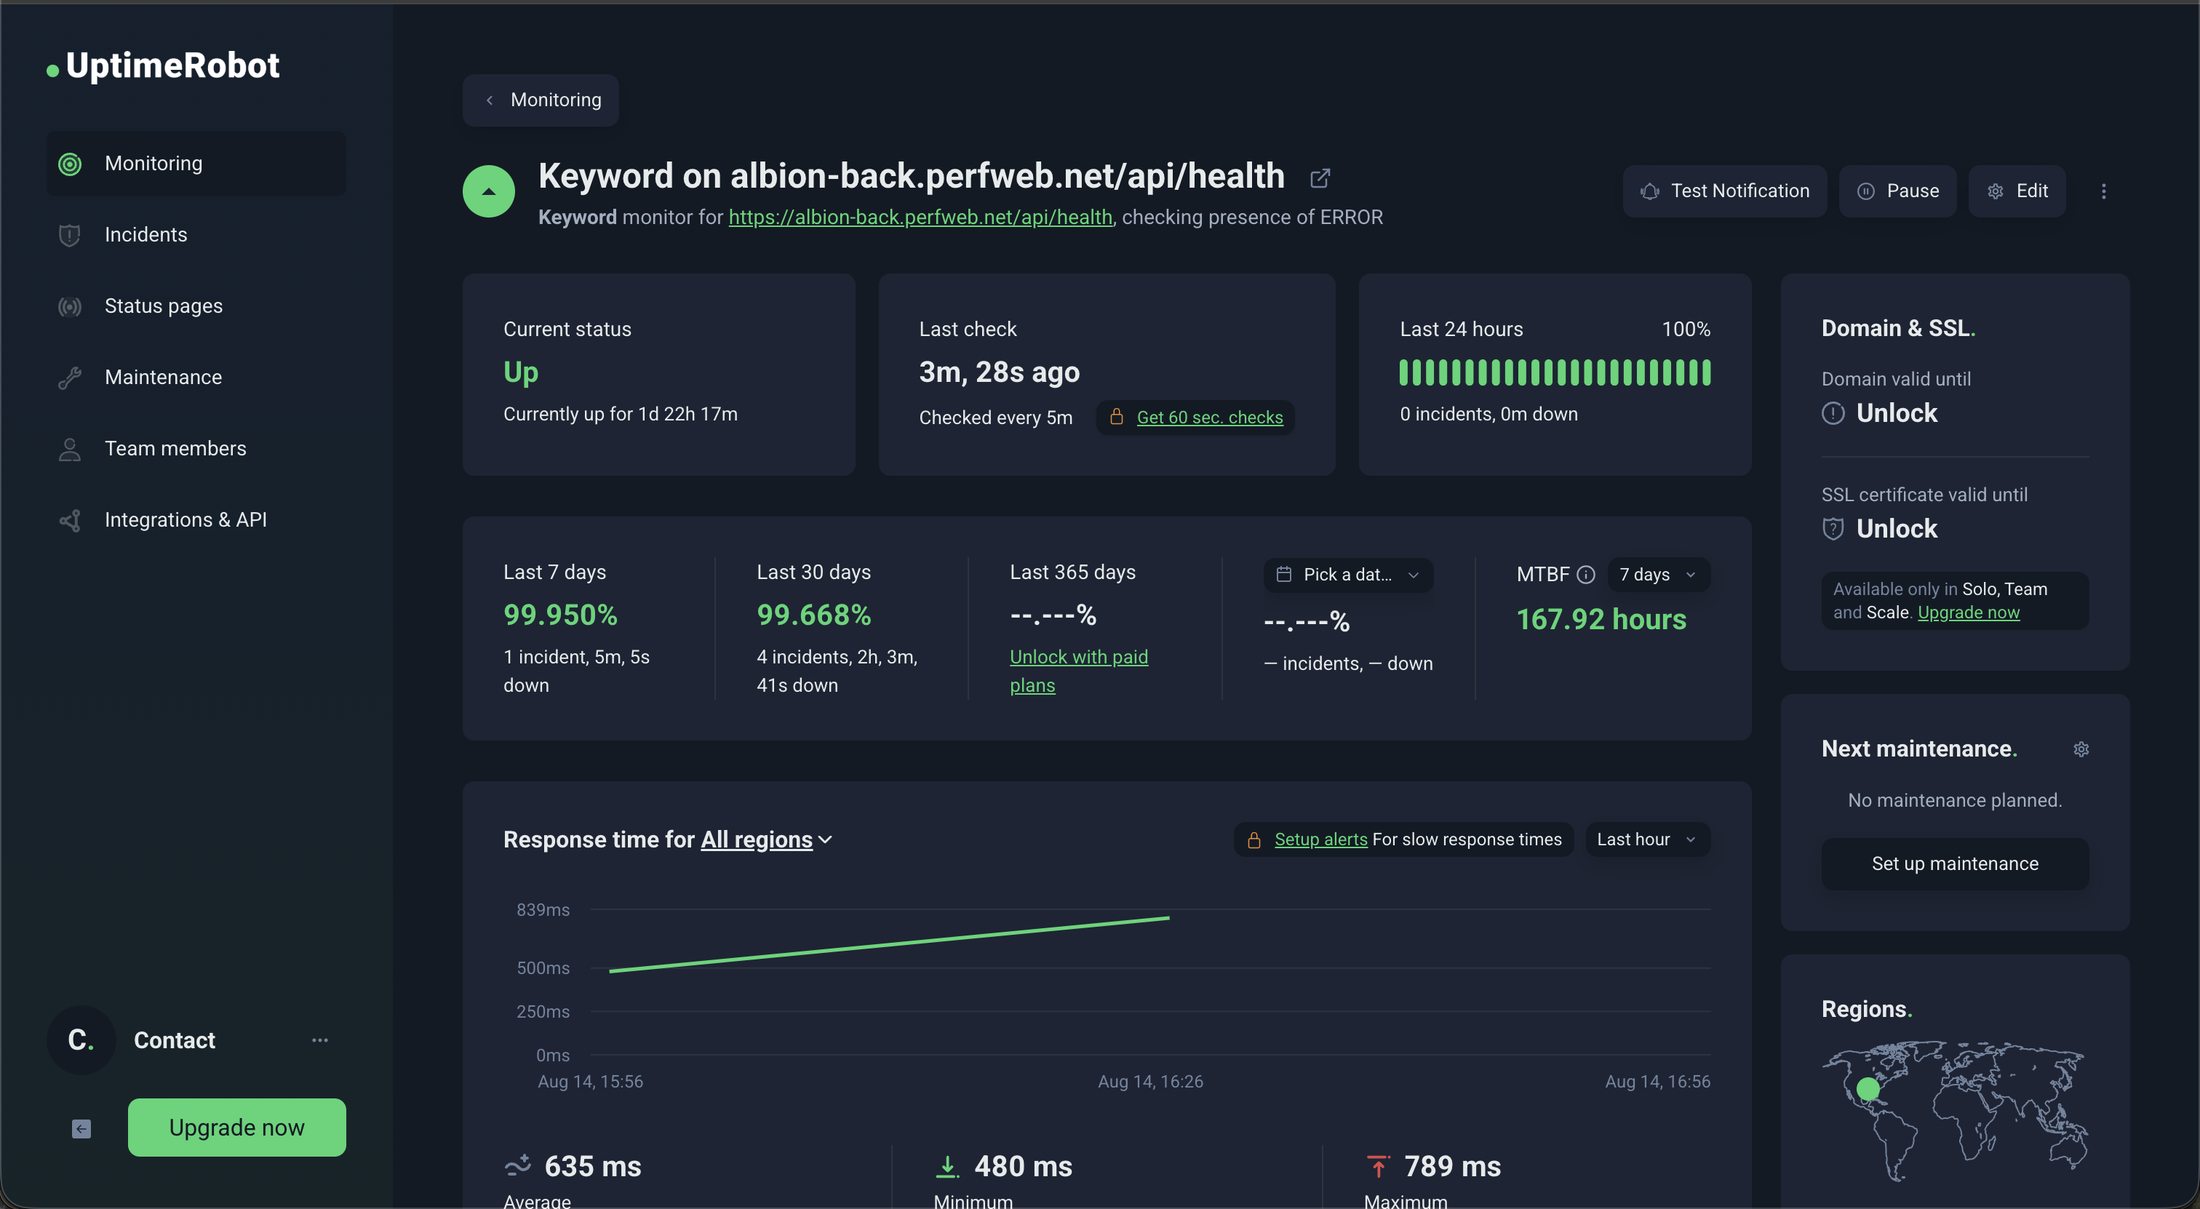 UptimeRobot
Monitoring
Incidents
Status pages
Maintenance
Team members
Integrations & API
C.
Contact
Upgrade now
Monitoring
Keyword on albion-back.perfweb.net/api/health
Keyword monitor for https://albion-back.perfweb.net/api/health, checking presence of ERROR
Test Notification
Pause
Edit
Current status
Up
Currently up for 1d 22h 17m
Last check
3m, 28s ago
Checked every 5m
Get 60 sec. checks
Last 24 hours 100%
0 incidents, 0m down
Last 7 days
99.950%
1 incident, 5m, 5s
down
Last 30 days
99.668%
4 incidents, 2h, 3m,
41s down
Last 365 days
--.---%
Unlock with paid
plans
Pick a dat...
--.---%
— incidents, — down
MTBF 7 days
167.92 hours
Response time for All regions
Setup alerts For slow response times
Last hour
839ms
500ms
250ms
0ms
Aug 14, 15:56 Aug 14, 16:26 Aug 14, 16:56
635 ms
Average
480 ms
Minimum
789 ms
Maximum
Domain & SSL.
Domain valid until
Unlock
SSL certificate valid until
Unlock
Available only in Solo, Team
and Scale. Upgrade now
Next maintenance.
No maintenance planned.
Set up maintenance
Regions.